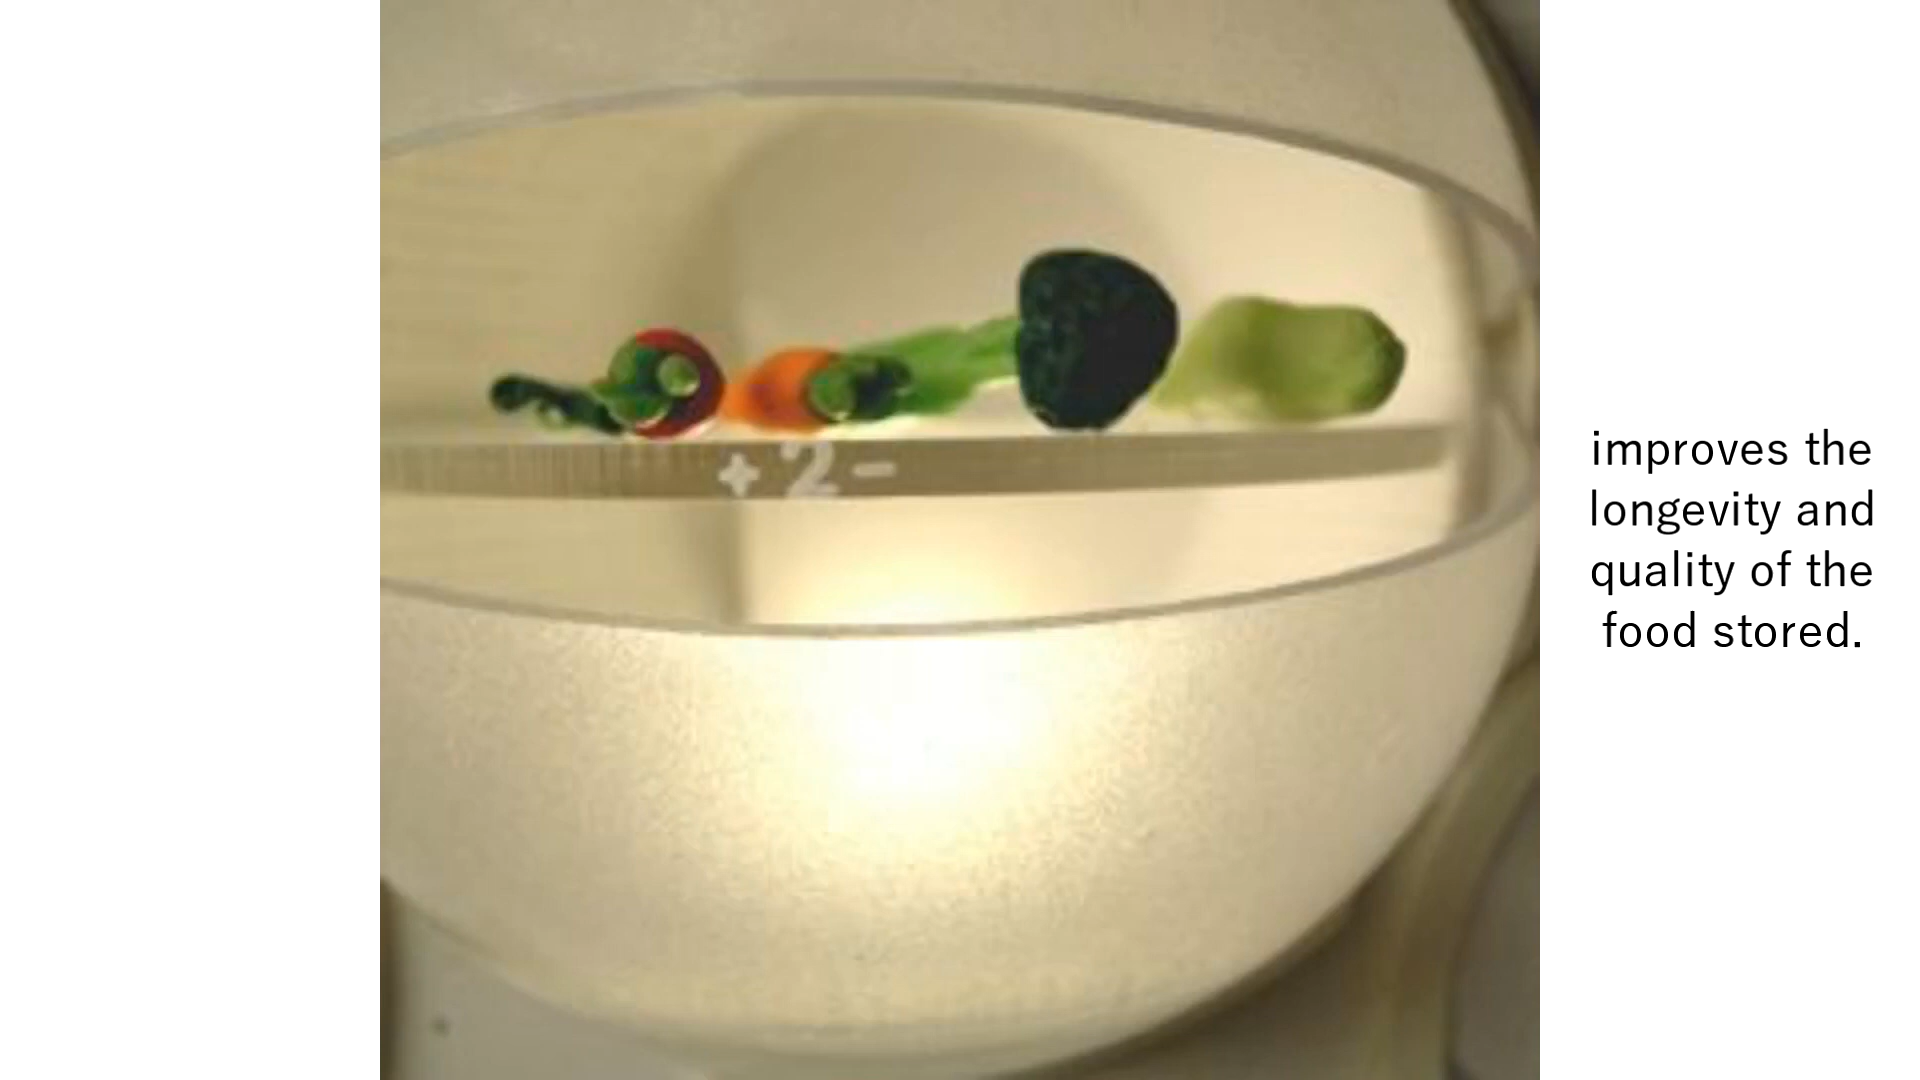 + 2 -
improves the
longevity and
quality of the
food stored.